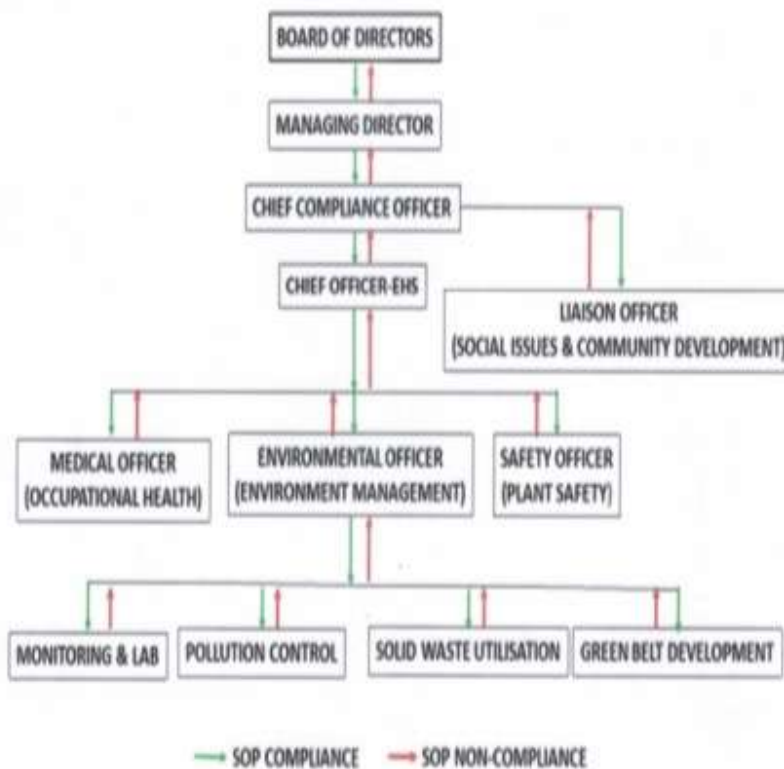 BOARD OF DIRECTORS
MANAGING DIRECTOR
CHIEF COMPLIANCE OFFICER
CHIEF OFFICER-EHS
LIAISON OFFICER
(SOCIAL ISSUES & COMMUNITY DEVELOPMENT)
MEDICAL OFFICER
(OCCUPATIONAL HEALTH)
ENVIRONMENTAL OFFICER
(ENVIRONMENT MANAGEMENT)
SAFETY OFFICER
(PLANT SAFETY)
MONITORING & LAB
POLLUTION CONTROL
SOLID WASTE UTILISATION
GREEN BELT DEVELOPMENT
SOP COMPLIANCE
SOP NON-COMPLIANCE